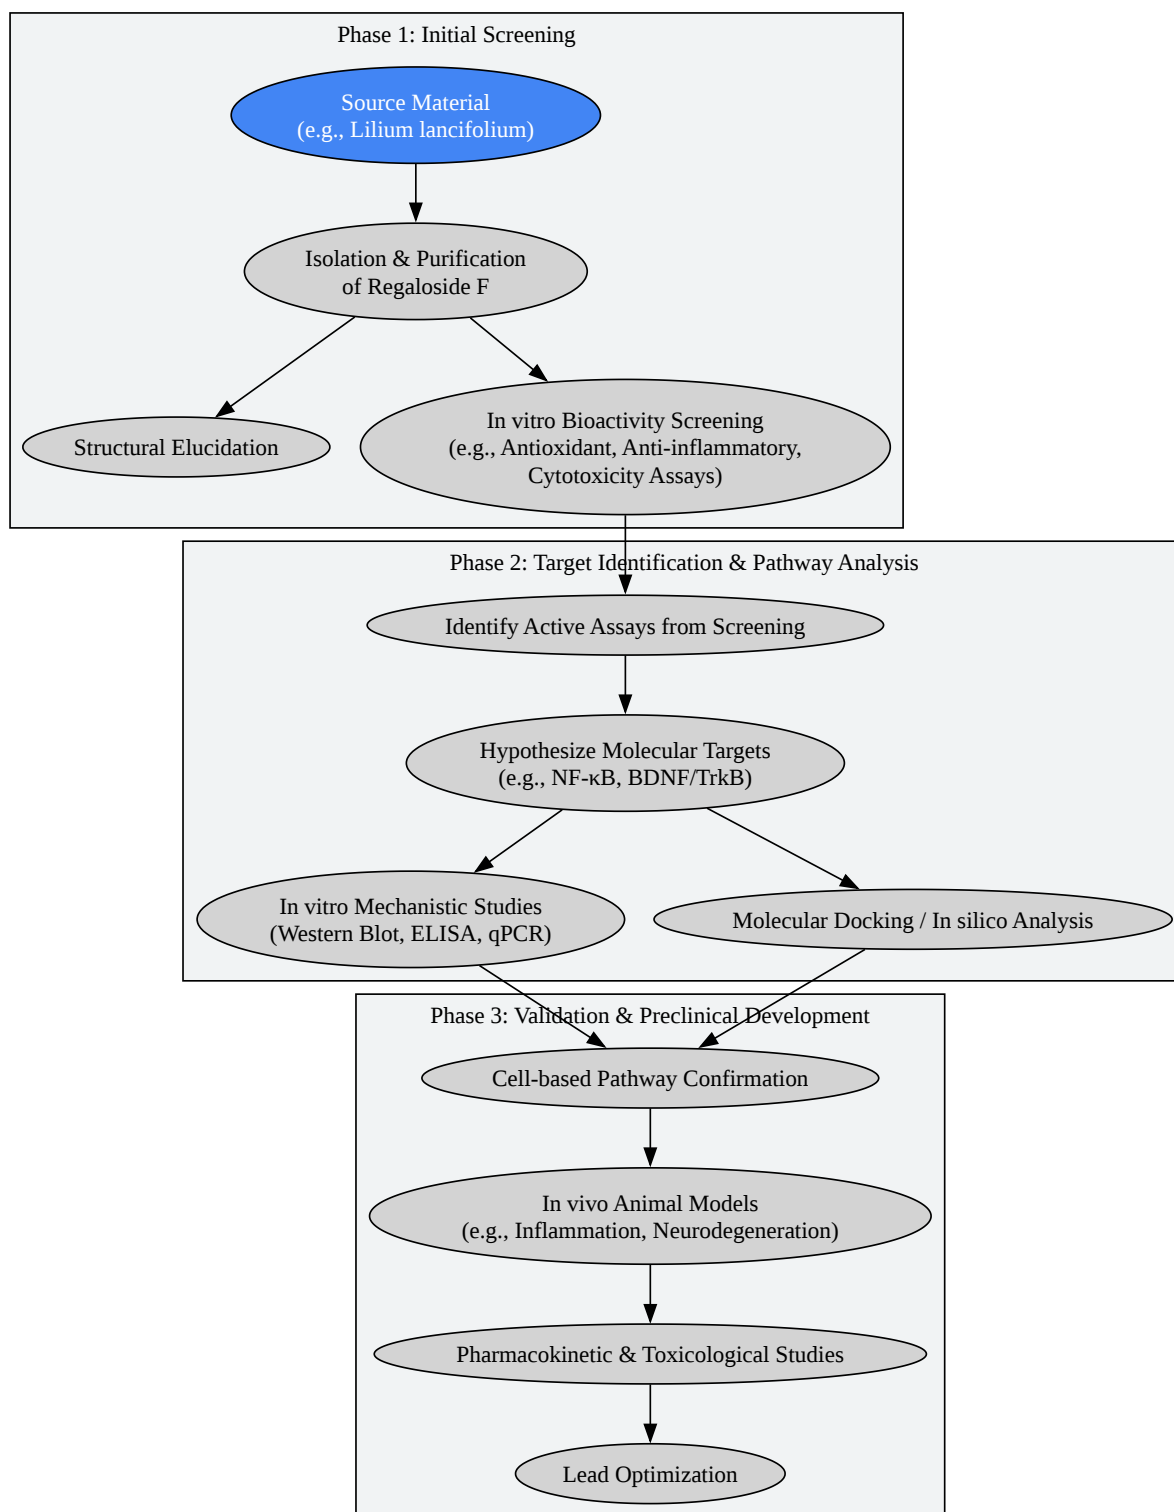 Phase 1: Initial Screening
Source Material
(e.g., Lilium lancifolium)
Isolation & Purification
of Regaloside F
Structural Elucidation
In vitro Bioactivity Screening
(e.g., Antioxidant, Anti-inflammatory,
Cytotoxicity Assays)
Phase 2: Target Identification & Pathway Analysis
Identify Active Assays from Screening
Hypothesize Molecular Targets
(e.g., NF-κB, BDNF/TrkB)
In vitro Mechanistic Studies
(Western Blot, ELISA, qPCR)
Molecular Docking / In silico Analysis
Phase 3: Validation & Preclinical Development
Cell-based Pathway Confirmation
In vivo Animal Models
(e.g., Inflammation, Neurodegeneration)
Pharmacokinetic & Toxicological Studies
Lead Optimization